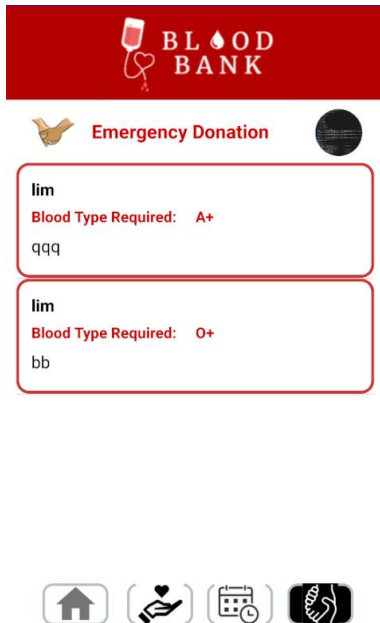 BLOOD
BANK
Emergency Donation
lim
Blood Type Required: A+
qqq
lim
Blood Type Required: O+
bb